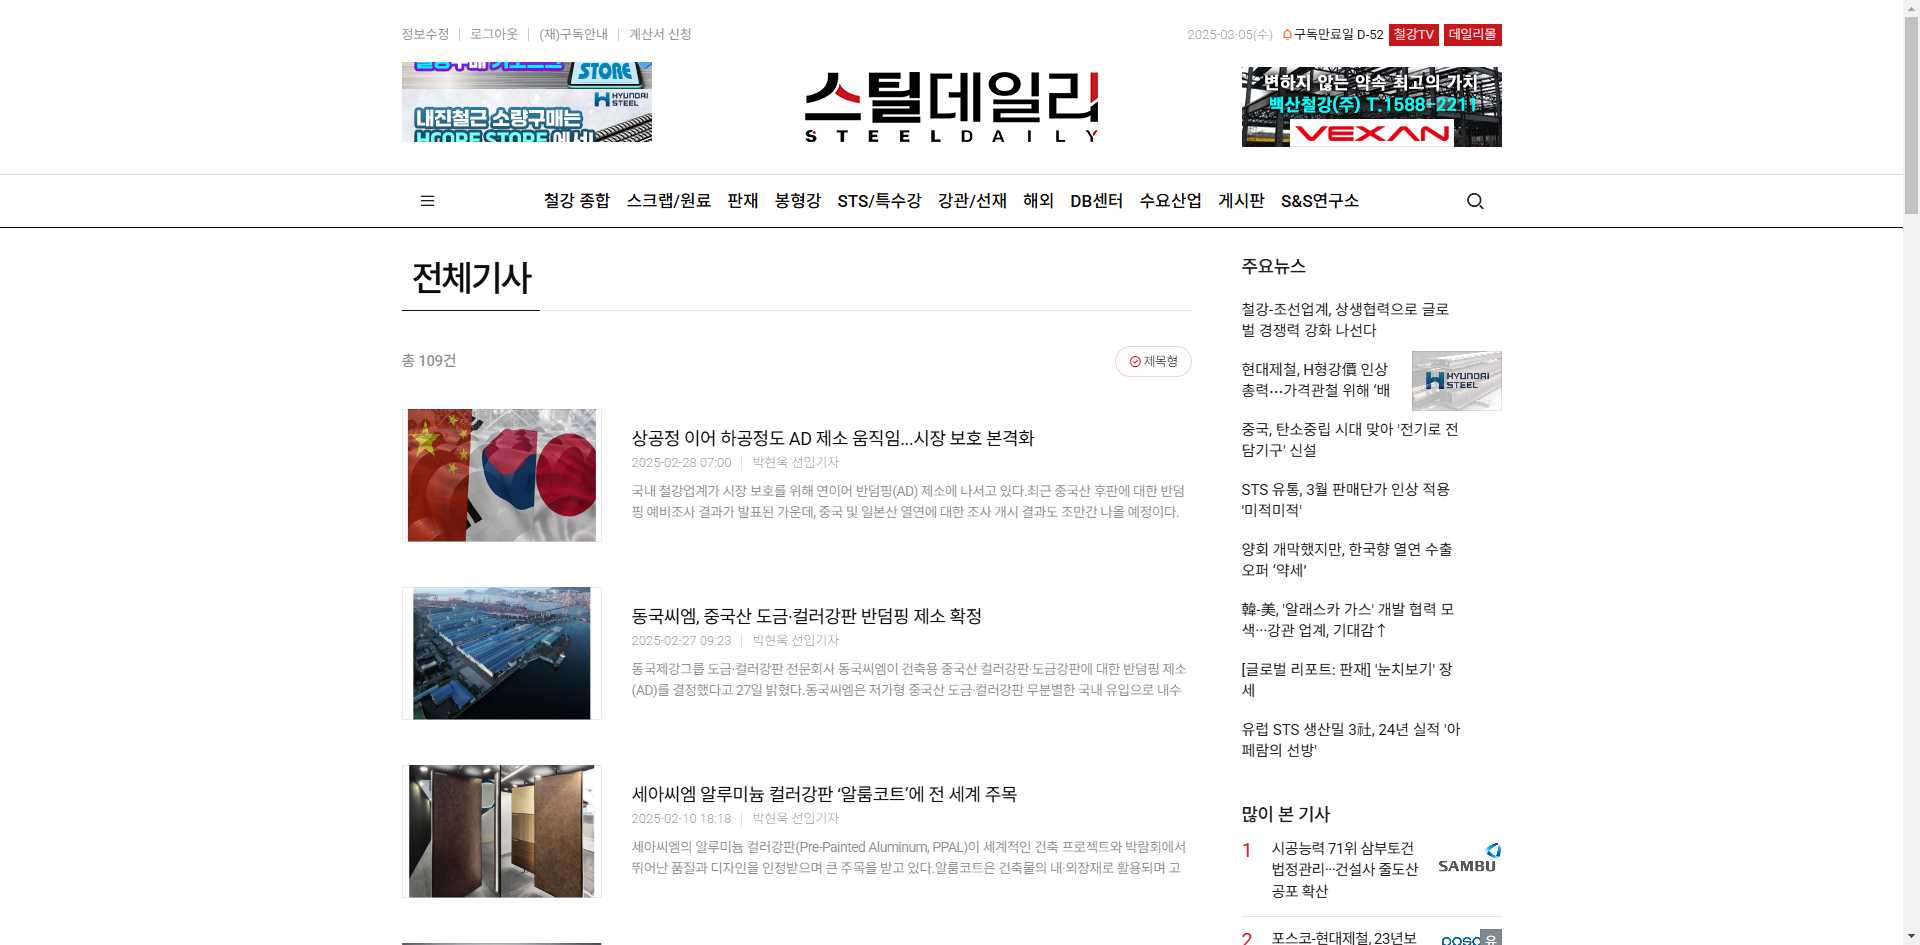 정보수정
로그아웃
(재)구독안내
계산서 신청
2025-03-05(수)
구독만료일 D-52
철강TV
데일리몰
STORE
HYUNDAI
STEEL
내진철근 소량구매는
스틸데일리
STEELDAILY
변하지 않는 약속 최고의 가치
백산철강(주) T.1588-2211
VEXAN
철강 종합
스크랩/원료
판재
봉형강
STS/특수강
강관/선재
해외
DB센터
수요산업
게시판
S&S연구소
전체기사
총 109건
제목형
상공정 이어 하공정도 AD 제소 움직임...시장 보호 본격화
2025-02-28 07:00
박현욱 선임기자
국내 철강업계가 시장 보호를 위해 연이어 반덤핑(AD) 제소에 나서고 있다.최근 중국산 후판에 대한 반덤
핑 예비조사 결과가 발표된 가운데, 중국 및 일본산 열연에 대한 조사 개시 결과도 조만간 나올 예정이다.
동국씨엠, 중국산 도금·컬러강판 반덤핑 제소 확정
2025-02-27 09:23
박현욱 선임기자
동국제강그룹 도금·컬러강판 전문회사 동국씨엠이 건축용 중국산 컬러강판·도금강판에 대한 반덤핑 제소
(AD)를 결정했다고 27일 밝혔다.동국씨엠은 저가형 중국산 도금·컬러강판 무분별한 국내 유입으로 내수
세아씨엠 알루미늄 컬러강판 ‘알룸코트’에 전 세계 주목
2025-02-10 18:18
박현욱 선임기자
세아씨엠의 알루미늄 컬러강판(Pre-Painted Aluminum, PPAL)이 세계적인 건축 프로젝트와 박람회에서
뛰어난 품질과 디자인을 인정받으며 큰 주목을 받고 있다.알룸코트은 건축물의 내·외장재로 활용되며 고
주요뉴스
철강-조선업계, 상생협력으로 글로
벌 경쟁력 강화 나선다
현대제철, H형강價 인상
총력···가격관철 위해 ‘배
HYUNDAI
STEEL
중국, 탄소중립 시대 맞아 '전기로 전
담기구' 신설
STS 유통, 3월 판매단가 인상 적용
'미적미적'
양회 개막했지만, 한국향 열연 수출
오퍼 ‘약세’
韓-美, '알래스카 가스' 개발 협력 모
색···강관 업계, 기대감↑
[글로벌 리포트: 판재] '눈치보기' 장
세
유럽 STS 생산밀 3社, 24년 실적 '아
페람의 선방'
많이 본 기사
1
시공능력 71위 삼부토건
법정관리···건설사 줄도산
공포 확산
SAMBU
2
포스코-현대제철, 23년보